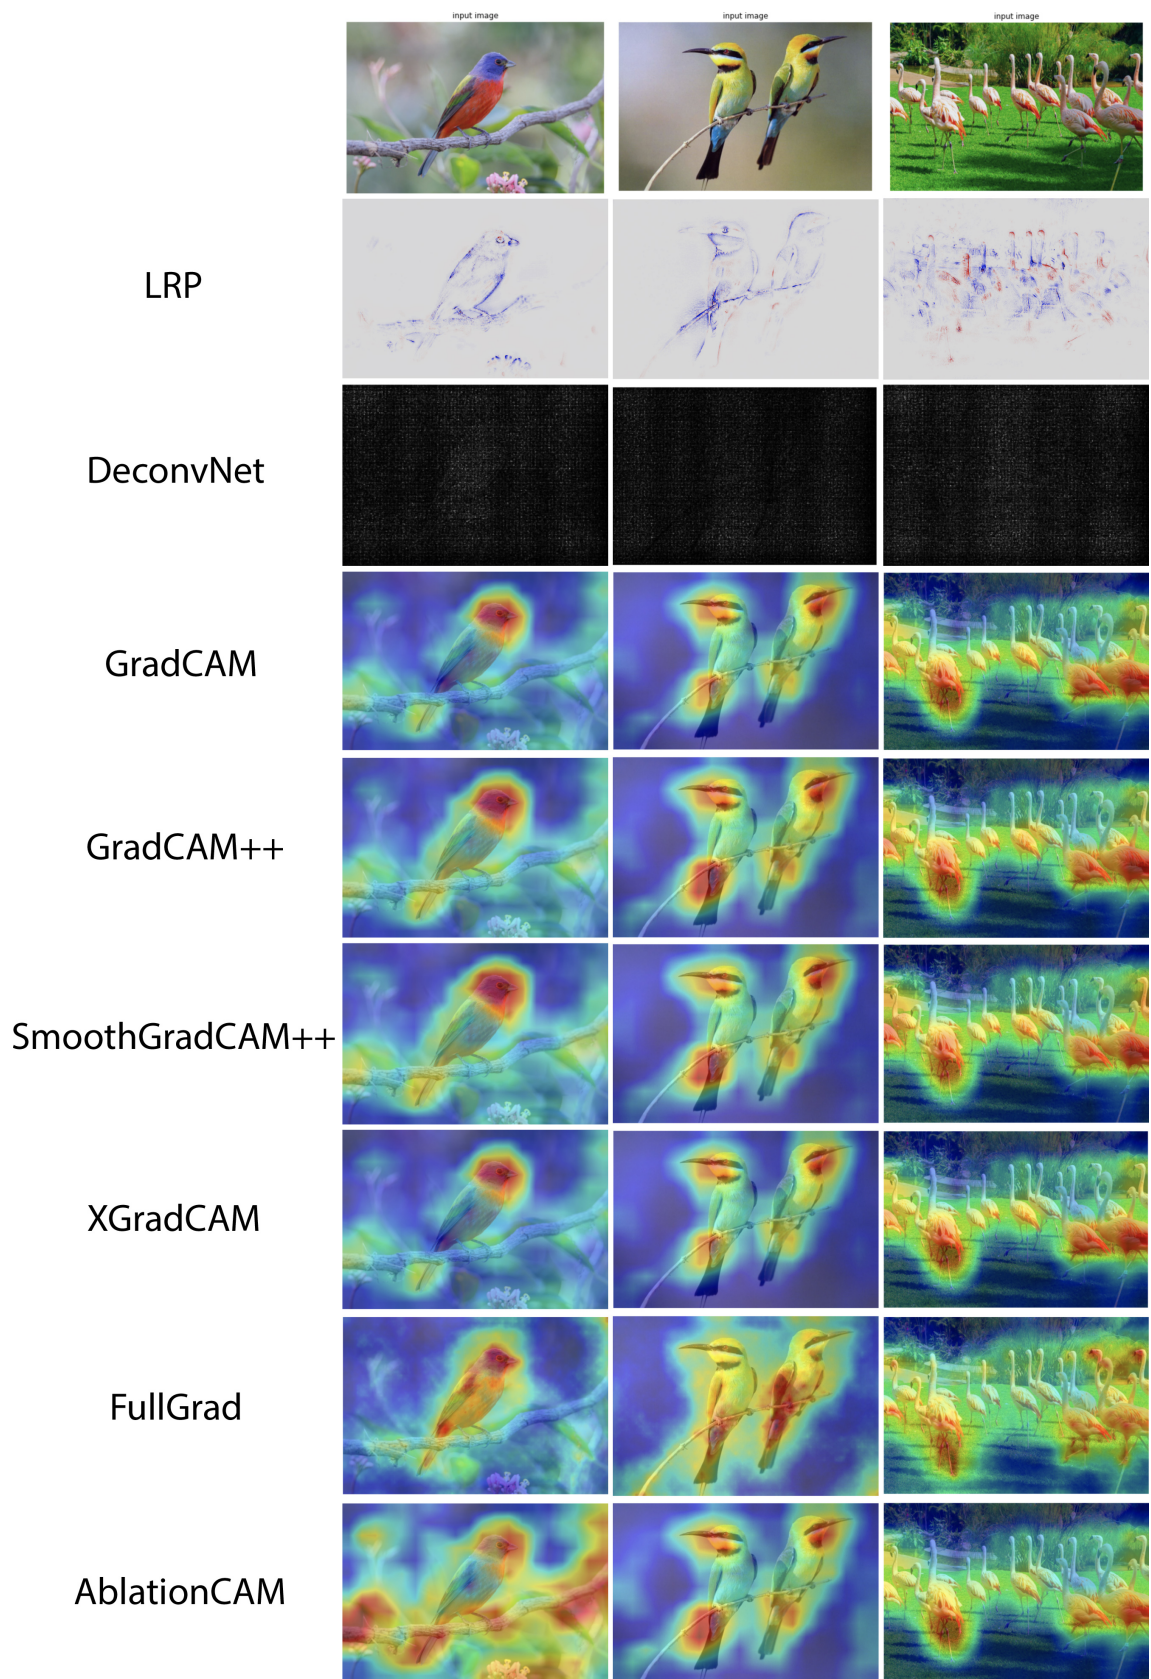 input image
input image
input image
LRP
DeconvNet
GradCAM
GradCAM++
SmoothGradCAM++
XGradCAM
FullGrad
AblationCAM